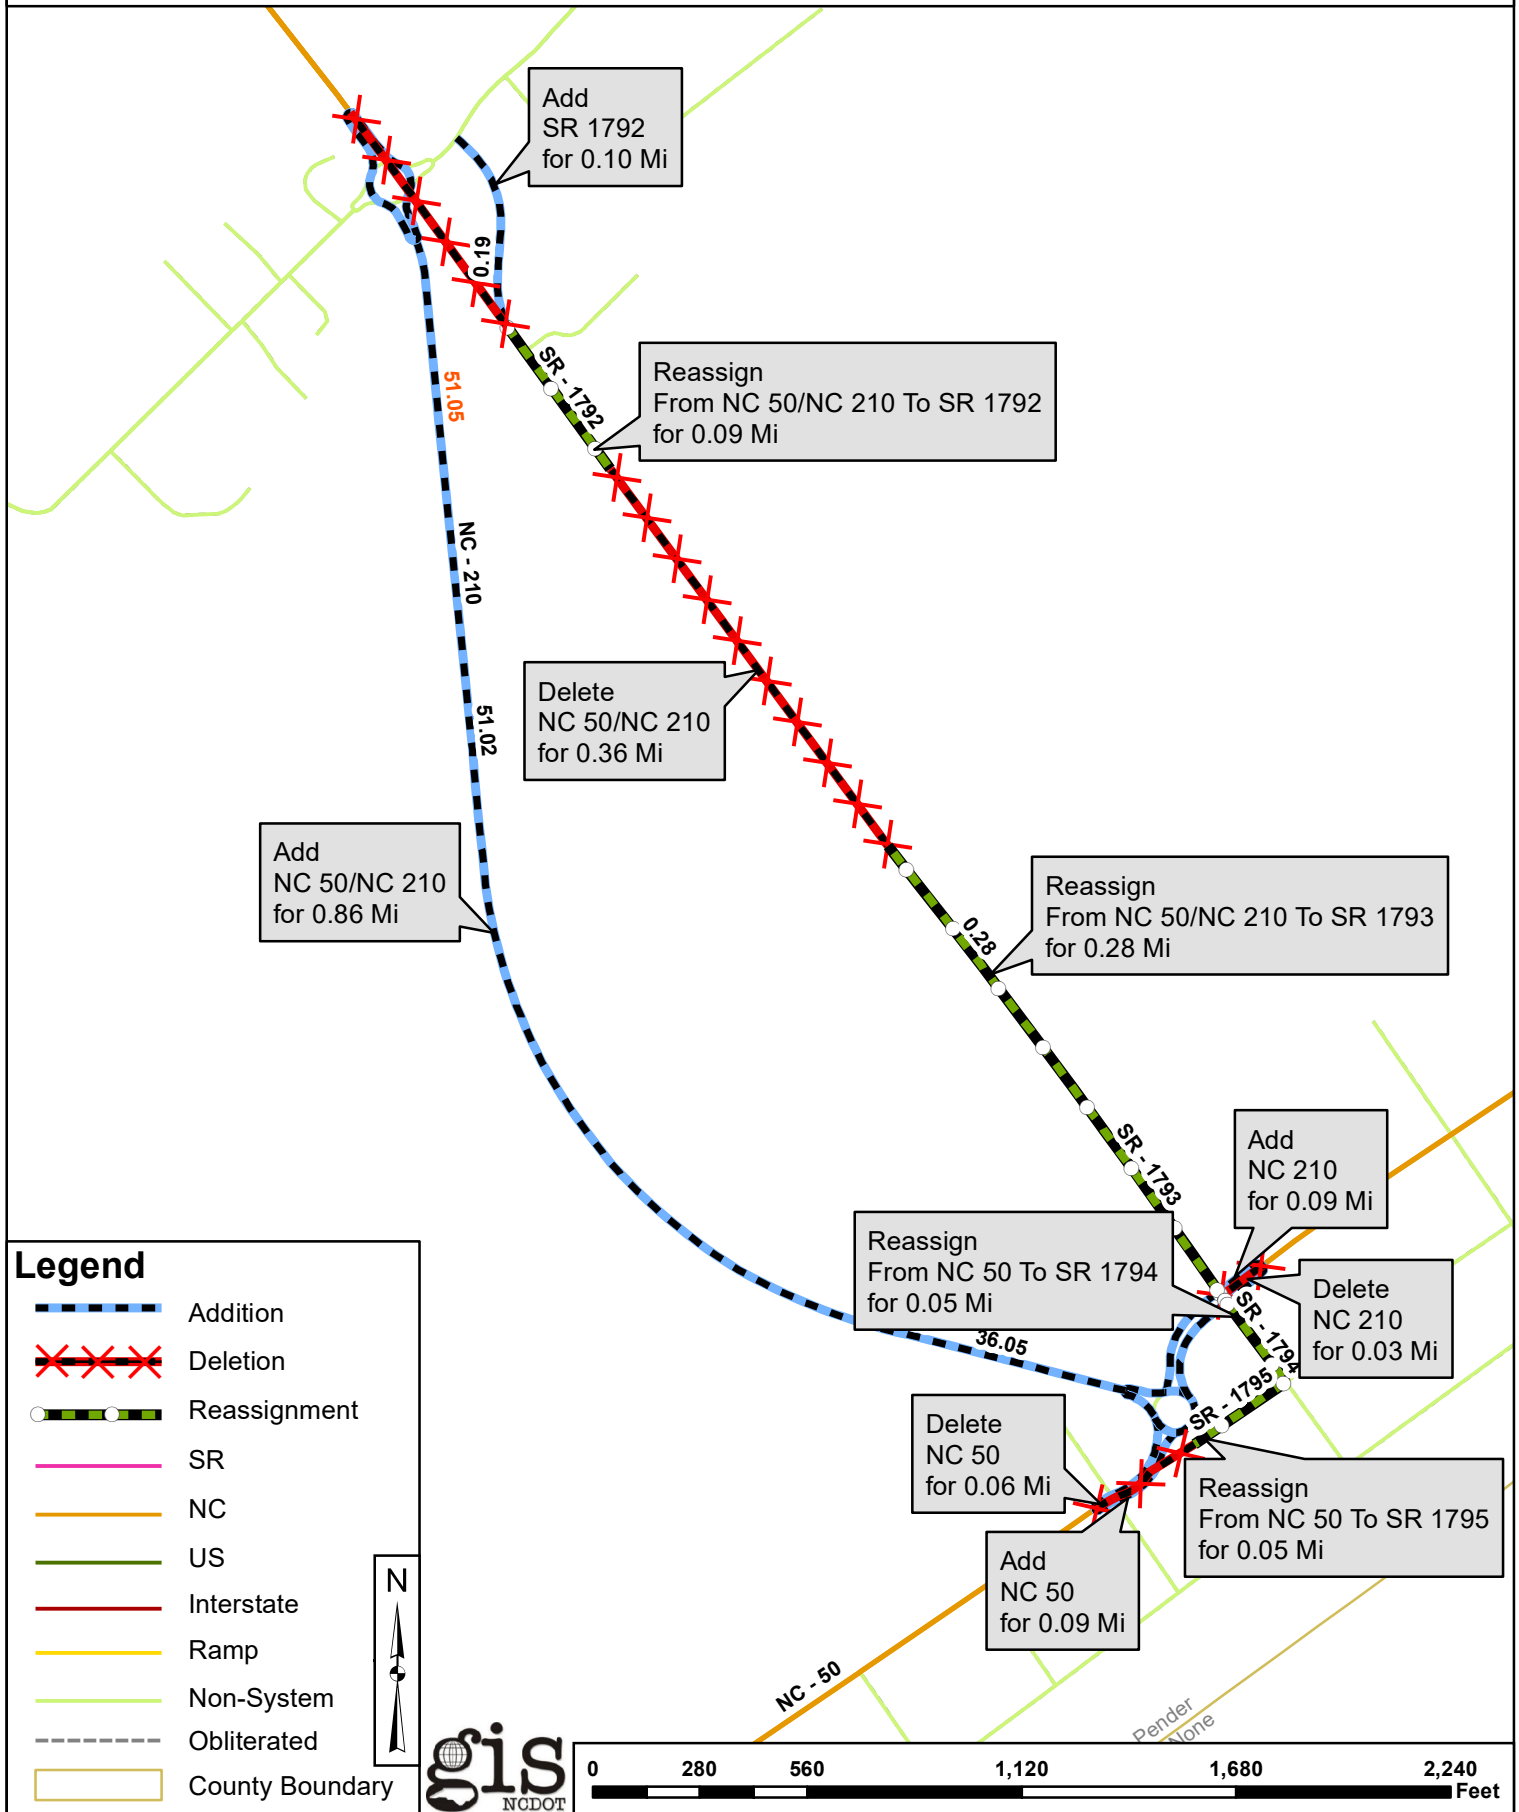 Add
SR 1792
for 0.10 Mi
0.19
SR - 1792
Reassign
From NC 50/NC 210 To SR 1792
for 0.09 Mi
51.05
NC - 210
51.02
Delete
NC 50/NC 210
for 0.36 Mi
Add
NC 50/NC 210
for 0.86 Mi
Reassign
From NC 50/NC 210 To SR 1793
for 0.28 Mi
0.28
SR - 1793
Add
NC 210
for 0.09 Mi
Reassign
From NC 50 To SR 1794
for 0.05 Mi
Delete
NC 210
for 0.03 Mi
SR - 1794
36.05
SR - 1795
Delete
NC 50
for 0.06 Mi
Reassign
From NC 50 To SR 1795
for 0.05 Mi
Add
NC 50
for 0.09 Mi
NC - 50
Pender
None
Legend
Addition
Deletion
Reassignment
SR
NC
US
Interstate
Ramp
Non-System
Obliterated
County Boundary
N
gis
NCDOT
0 280 560 1,120 1,680 2,240
Feet